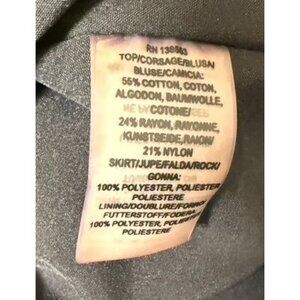 RN 138583
TOP/CORSAGE/BLUSA/
BLUSE/CAMICIA:
55% COTTON, COTON,
ALGODON, BAUMWOLLE,
COTONE/
24% RAYON, RAYONNE,
KUNSTSEIDE, RAION/
21% NYLON
SKIRT/JUPE/FALDA/ROCK/
GONNA:
100% POLYESTER, POLIESTER
POLIESTERE
LINING/DOUBLURE/FORRO/
FUTTERSTOFF/FODERA:
100% POLYESTER, POLIESTER
POLIESTERE